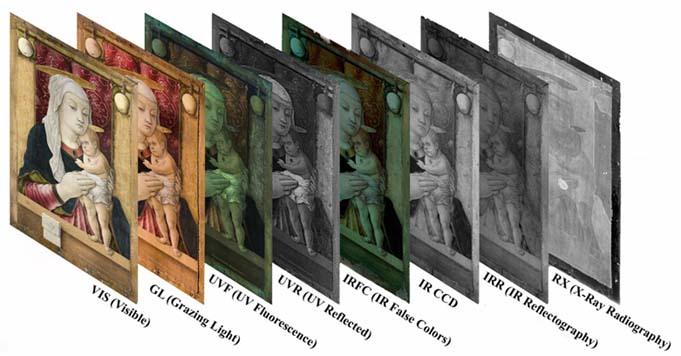 VIS (Visible)
GL (Grazing Light)
UVF (UV Fluorescence)
UVR (UV Reflected)
IRFC (IR False Colors)
IR CCD
IRR (IR Reflectography)
RX (X-Ray Radiography)